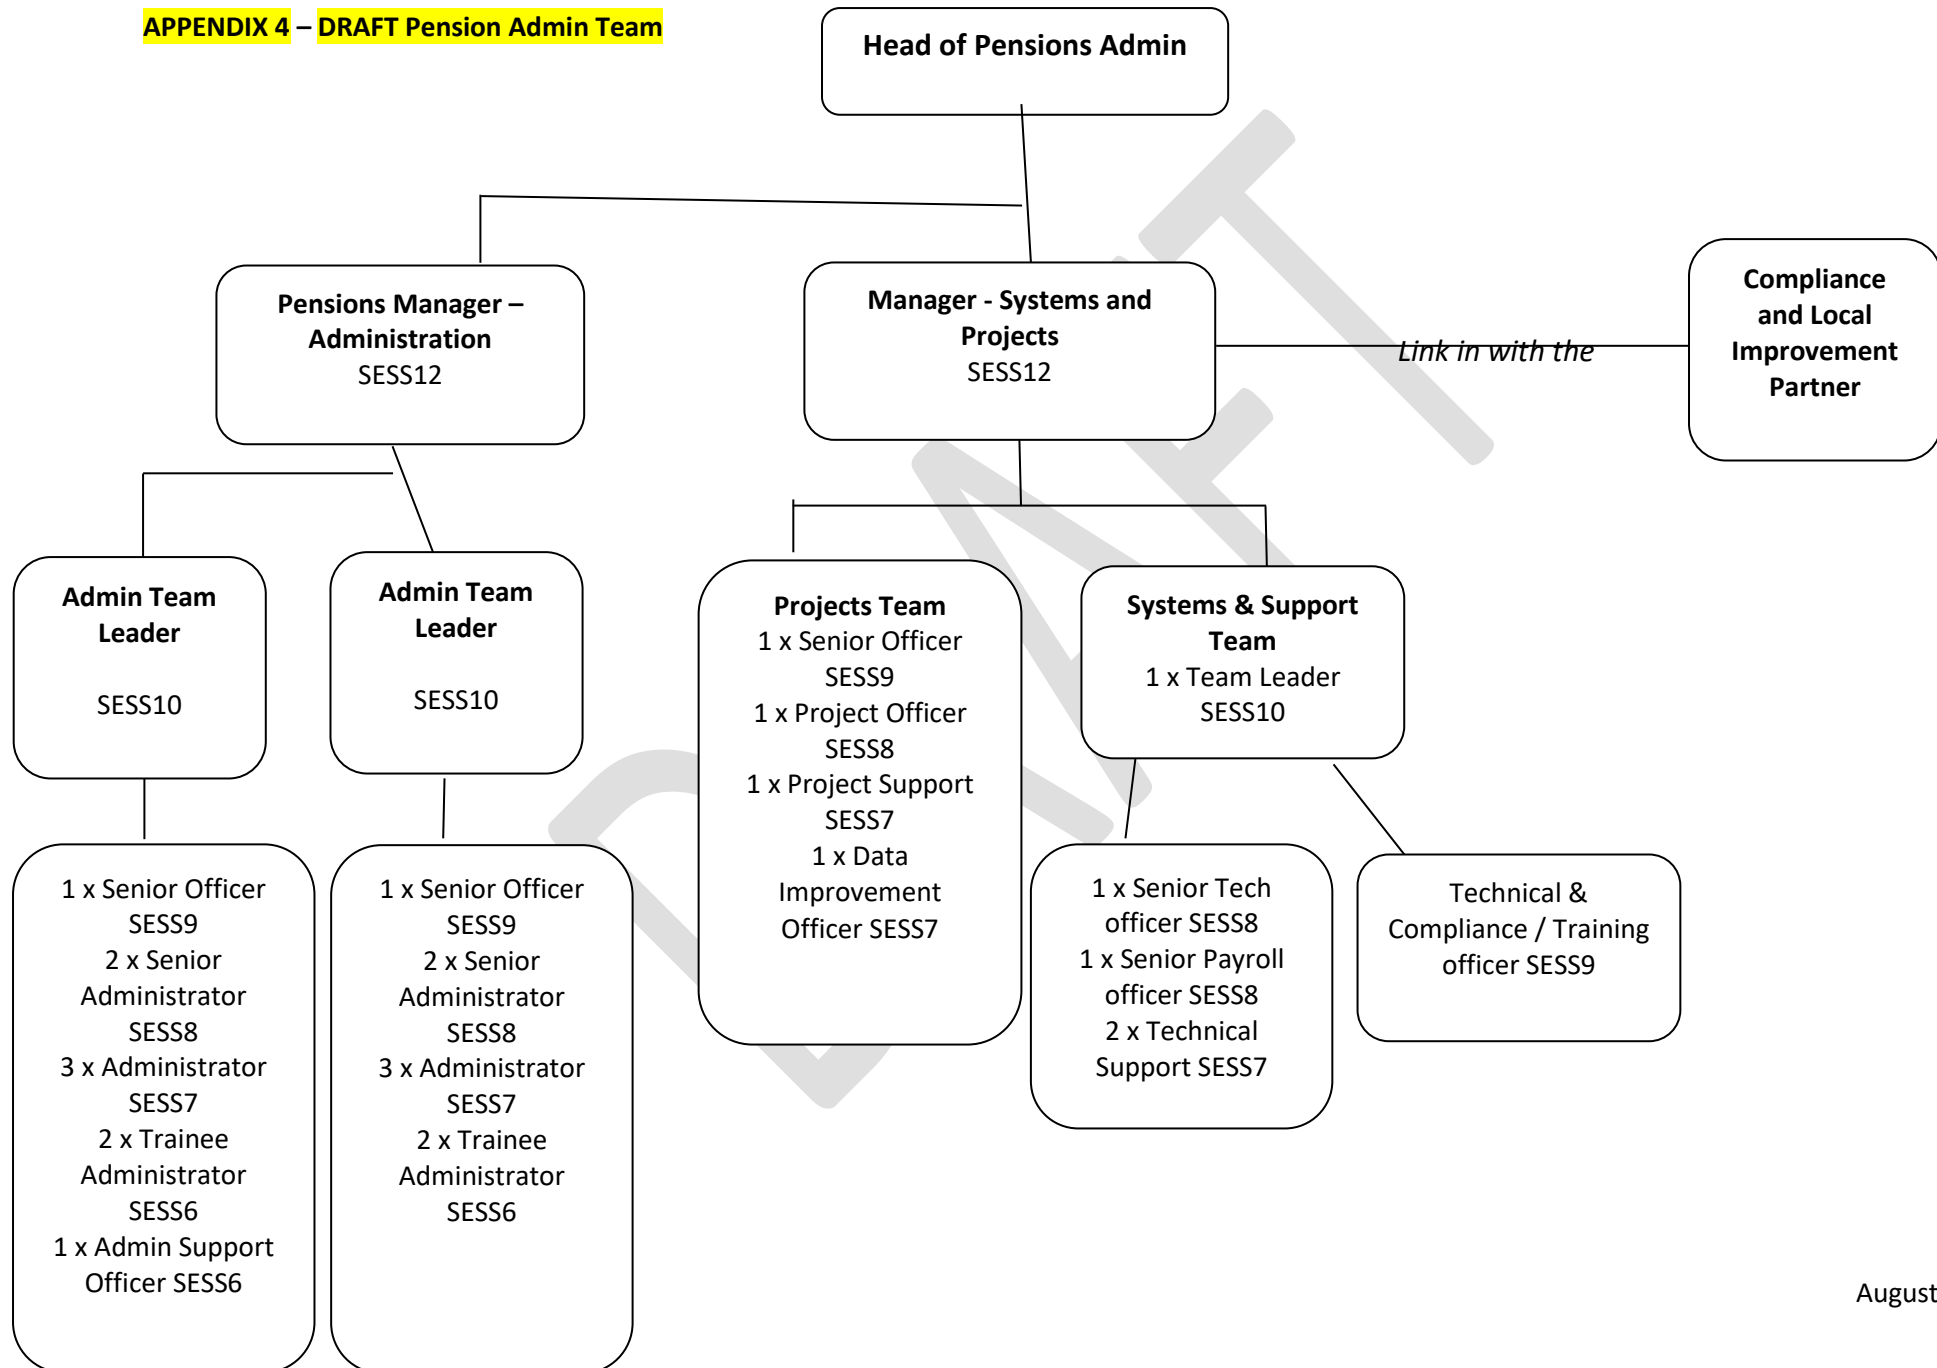 APPENDIX 4 – DRAFT Pension Admin Team
Head of Pensions Admin
Pensions Manager –
Administration
SESS12
Manager - Systems and
Projects
SESS12
Link in with the
Compliance
and Local
Improvement
Partner
Admin Team
Leader
SESS10
Admin Team
Leader
SESS10
Projects Team
1 x Senior Officer
SESS9
1 x Project Officer
SESS8
1 x Project Support
SESS7
1 x Data
Improvement
Officer SESS7
Systems & Support
Team
1 x Team Leader
SESS10
1 x Senior Officer
SESS9
2 x Senior
Administrator
SESS8
3 x Administrator
SESS7
2 x Trainee
Administrator
SESS6
1 x Admin Support
Officer SESS6
1 x Senior Officer
SESS9
2 x Senior
Administrator
SESS8
3 x Administrator
SESS7
2 x Trainee
Administrator
SESS6
1 x Senior Tech
officer SESS8
1 x Senior Payroll
officer SESS8
2 x Technical
Support SESS7
Technical &
Compliance / Training
officer SESS9
August
DRAFT